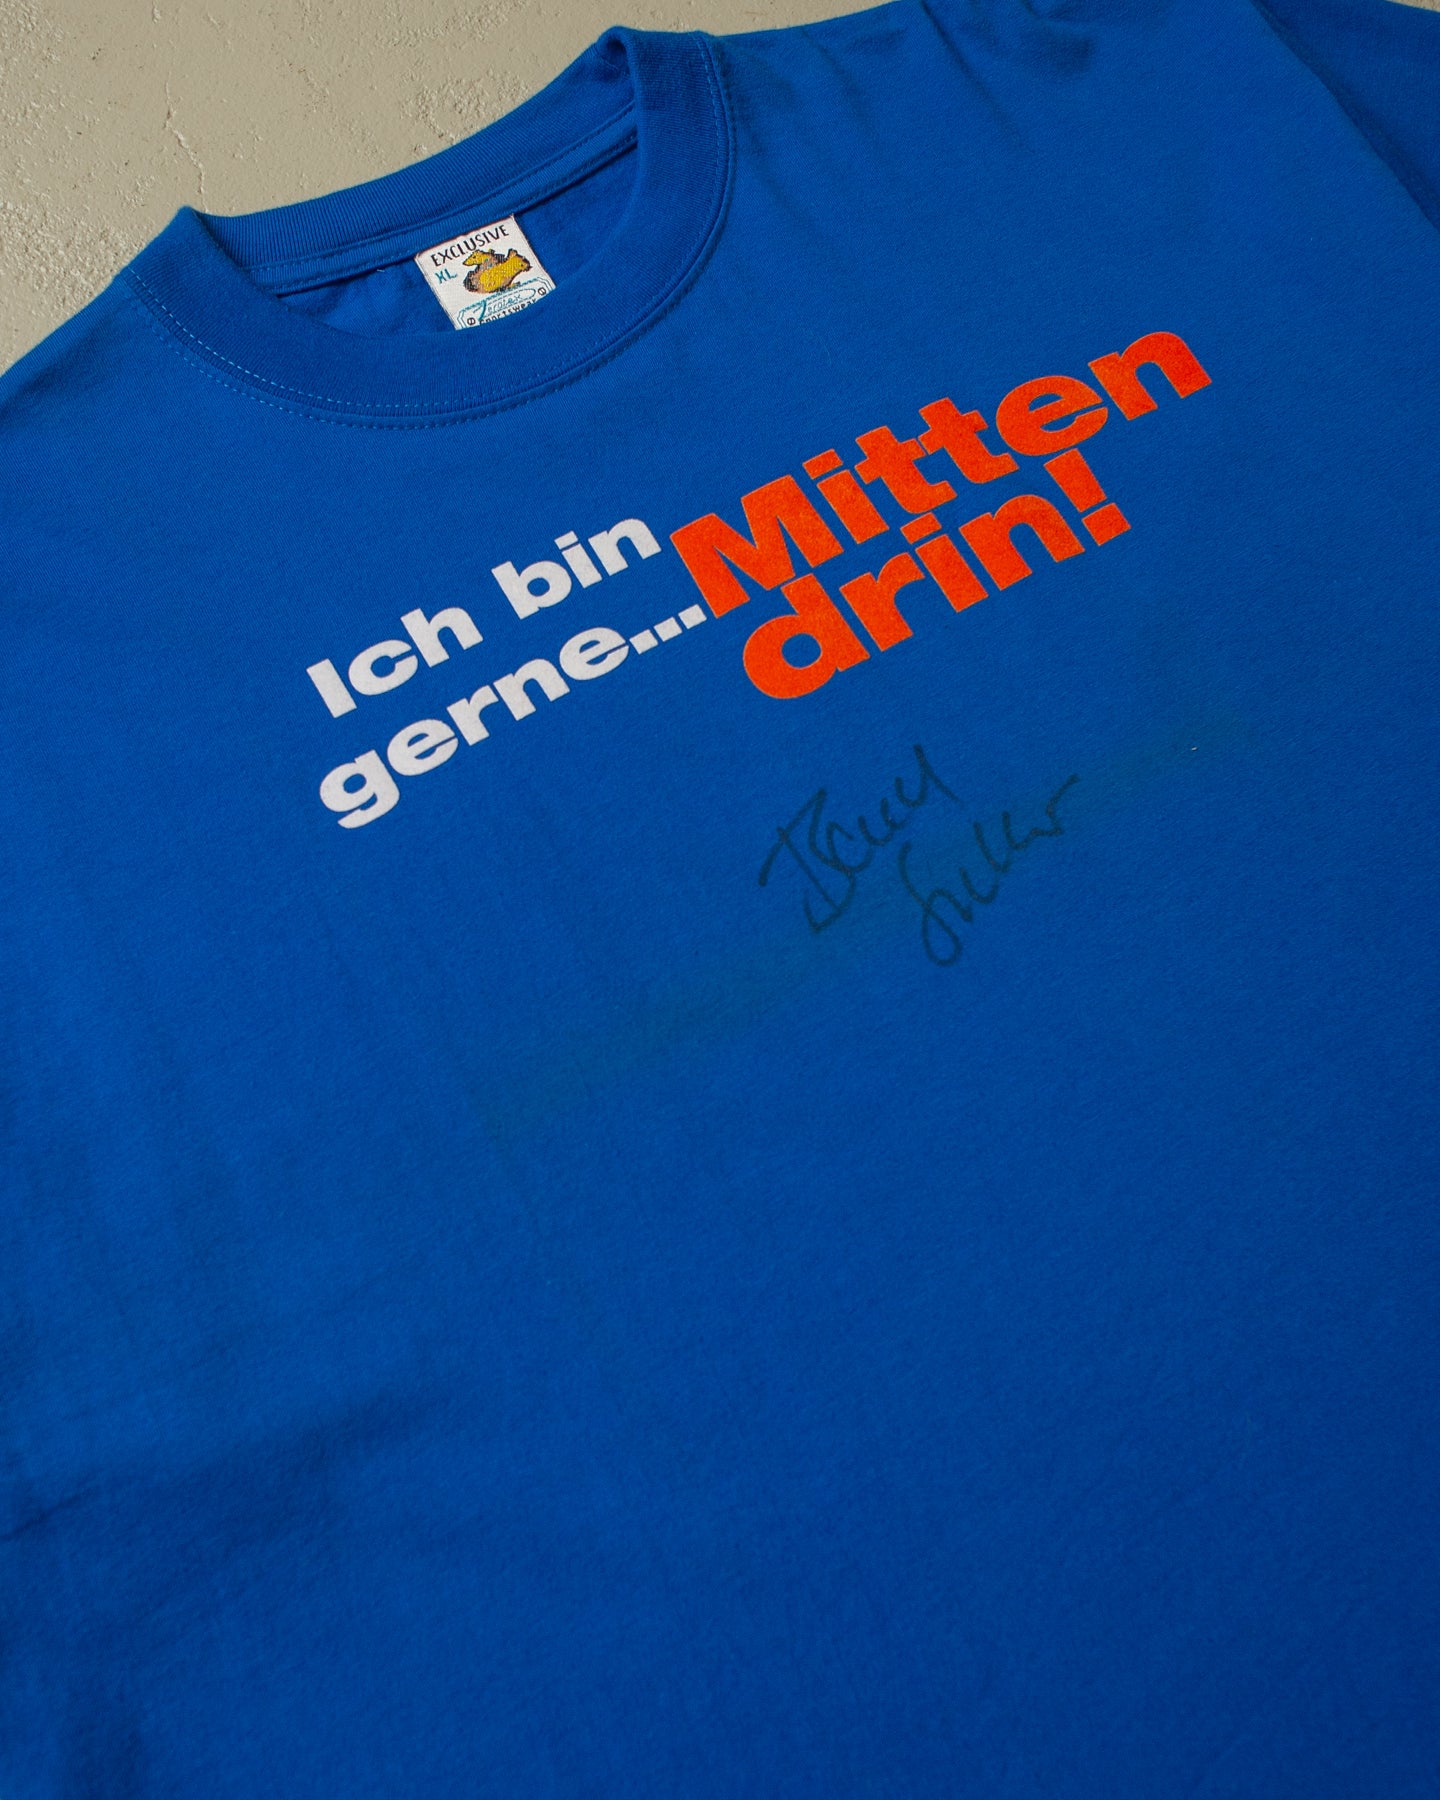 EXCLUSIVE
XL
Ich bin
gerne...
Mitten
drin!